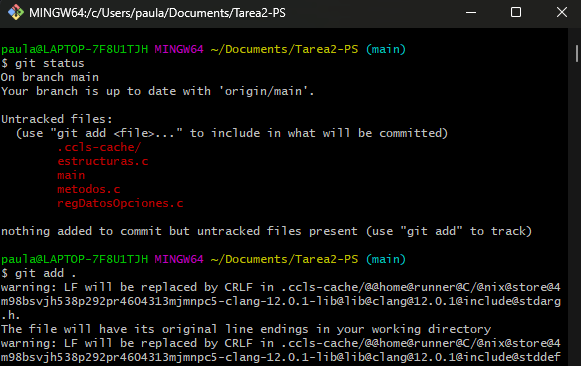 MINGW64:/c/Users/paula/Documents/Tarea2-PS
paula@LAPTOP-7F8U1TJH MINGW64 ~/Documents/Tarea2-PS (main)
$ git status
On branch main
Your branch is up to date with 'origin/main'.
Untracked files:
(use "git add <file>..." to include in what will be committed)
.ccls-cache/
estructuras.c
main
metodos.c
regDatosOpciones.c
nothing added to commit but untracked files present (use "git add" to track)
paula@LAPTOP-7F8U1TJH MINGW64 ~/Documents/Tarea2-PS (main)
$ git add .
warning: LF will be replaced by CRLF in .ccls-cache/@@home@runner@C/@nix@store@4
m98bsvjh538p292pr4604313mjmnpc5-clang-12.0.1-lib@lib@clang@12.0.1@include@stdarg
.h.
The file will have its original line endings in your working directory
warning: LF will be replaced by CRLF in .ccls-cache/@@home@runner@C/@nix@store@4
m98bsvjh538p292pr4604313mjmnpc5-clang-12.0.1-lib@lib@clang@12.0.1@include@stddef